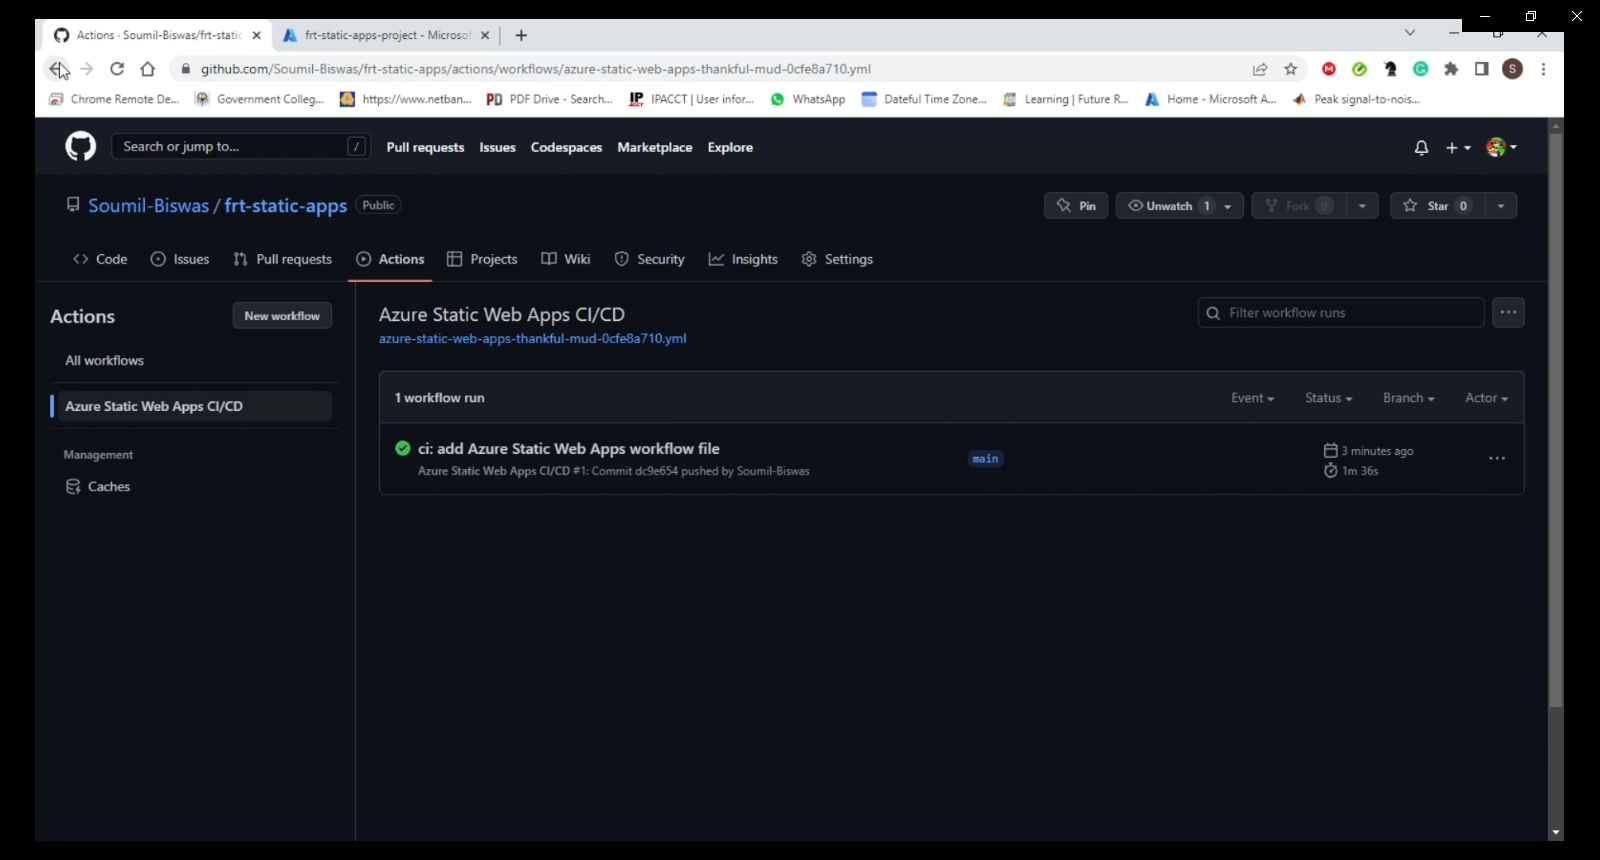 Actions · Soumil-Biswas/frt-static
frt-static-apps-project - Microsof
github.com/Soumil-Biswas/frt-static-apps/actions/workflows/azure-static-web-apps-thankful-mud-0cfe8a710.yml
M
S
Chrome Remote De...
Government Colleg...
https://www.netban...
PD PDF Drive - Search...
IP ACCT IPACCT | User infor...
WhatsApp
Dateful Time Zone...
Learning | Future R...
Home - Microsoft A...
Peak signal-to-nois...
Search or jump to... /
Pull requests Issues Codespaces Marketplace Explore
Soumil-Biswas / frt-static-apps Public
Pin
Unwatch 1
Fork 0
Star 0
Code Issues Pull requests Actions Projects Wiki Security Insights Settings
Actions
New workflow
All workflows
Azure Static Web Apps CI/CD
Management
Caches
Azure Static Web Apps CI/CD
azure-static-web-apps-thankful-mud-0cfe8a710.yml
Filter workflow runs
1 workflow run
Event Status Branch Actor
ci: add Azure Static Web Apps workflow file
Azure Static Web Apps CI/CD #1: Commit dc9e654 pushed by Soumil-Biswas
main
3 minutes ago
1m 36s